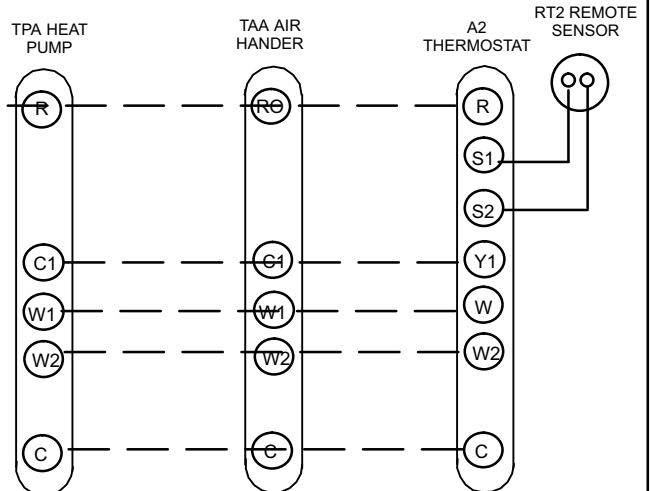 TPA HEAT
PUMP
TAA AIR
HANDER
A2
THERMOSTAT
RT2 REMOTE
SENSOR
R
RO
R
S1
S2
C1
C1
Y1
W1
W1
W
W2
W2
W2
C
C
C